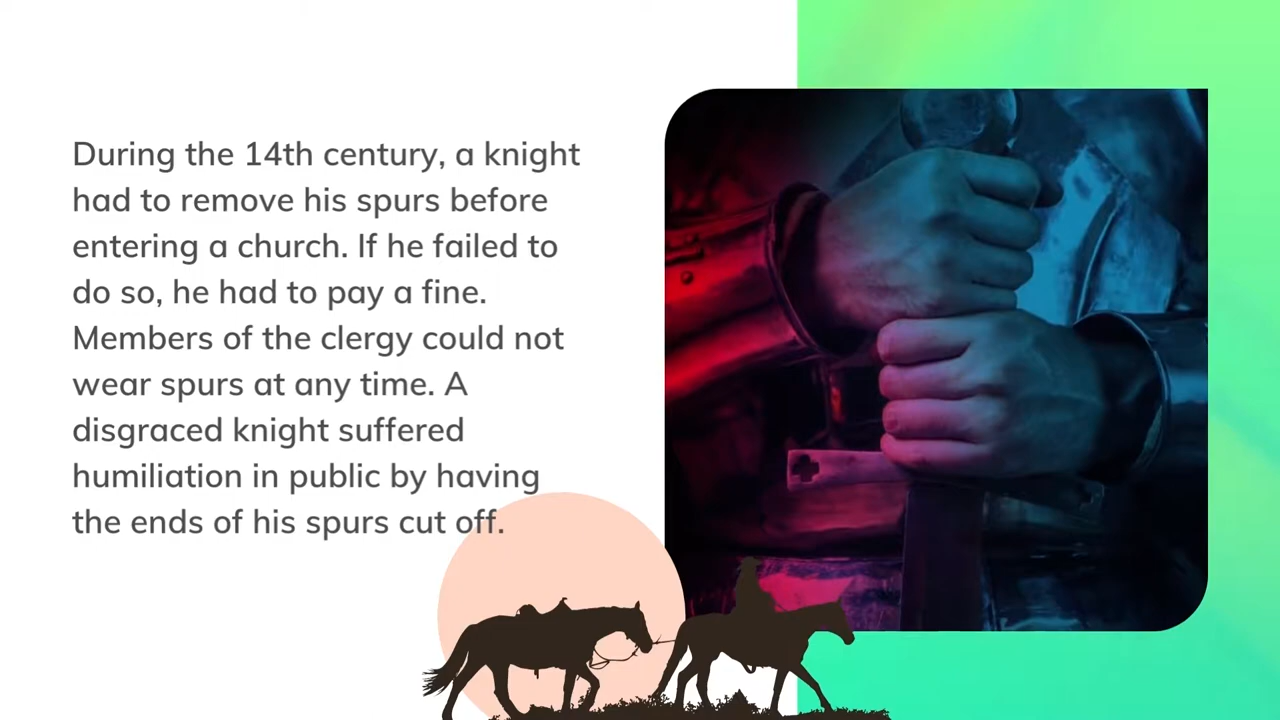 During the 14th century, a knight
had to remove his spurs before
entering a church. If he failed to
do so, he had to pay a fine.
Members of the clergy could not
wear spurs at any time. A
disgraced knight suffered
humiliation in public by having
the ends of his spurs cut off.